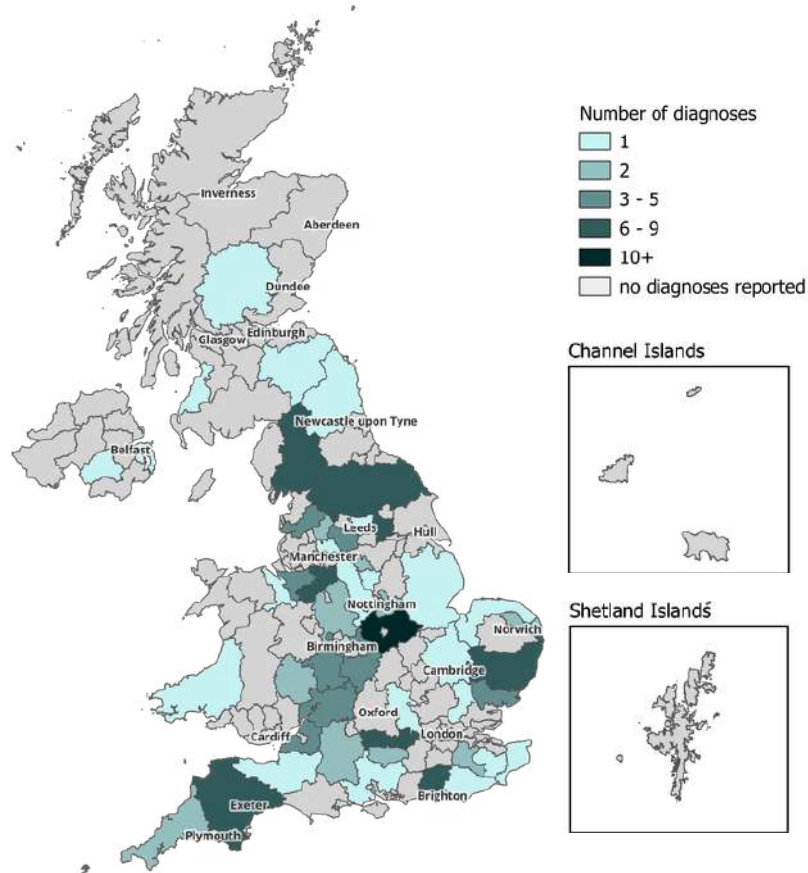 Number of diagnoses
1
2
3 - 5
6 - 9
10+
no diagnoses reported
Inverness
Aberdeen
Dundee
Edinburgh
Glasgow
Channel Islands
Newcastle upon Tyne
Belfast
Leeds
Hull
Manchester
Nottingham
Shetland Islands
Norwich
Birmingham
Cambridge
Oxford
London
Cardiff
Exeter
Brighton
Plymouth